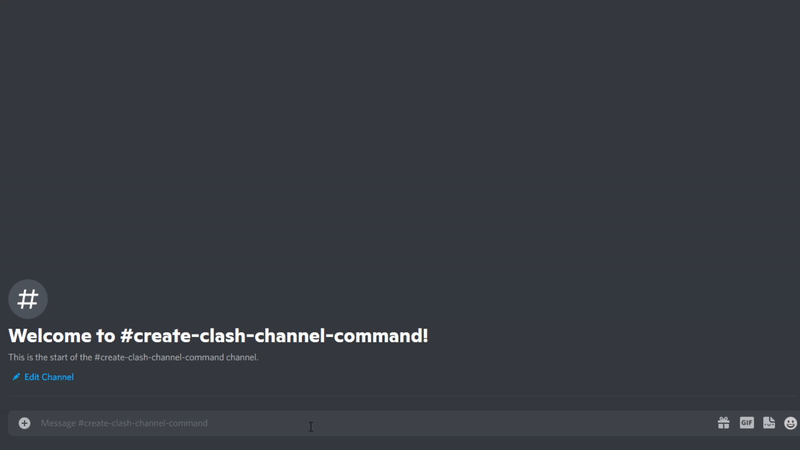 Welcome to #create-clash-channel-command!
This is the start of the #create-clash-channel-command channel.
Edit Channel
Message #create-clash-channel-command
GIF